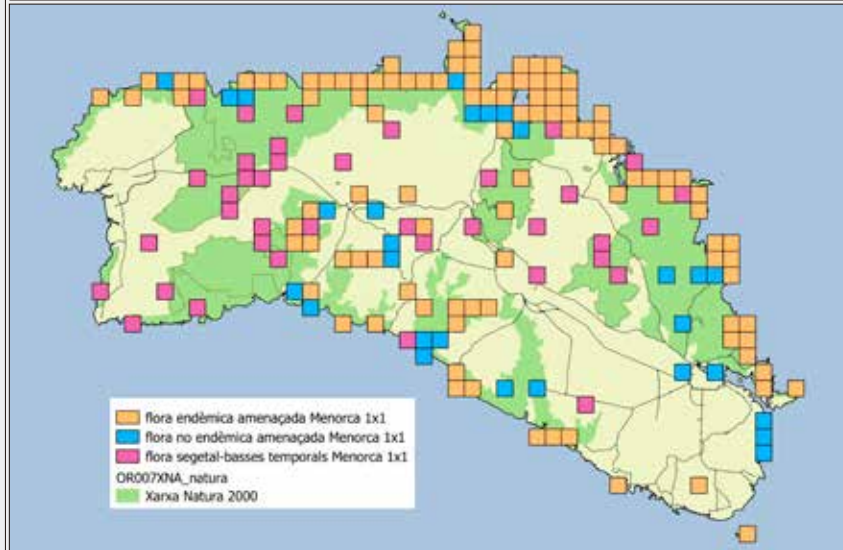 flora endèmica amenaçada Menorca 1x1
flora no endèmica amenaçada Menorca 1x1
flora segetal-basses temporals Menorca 1x1
OR007XNA_natura
Xarxa Natura 2000